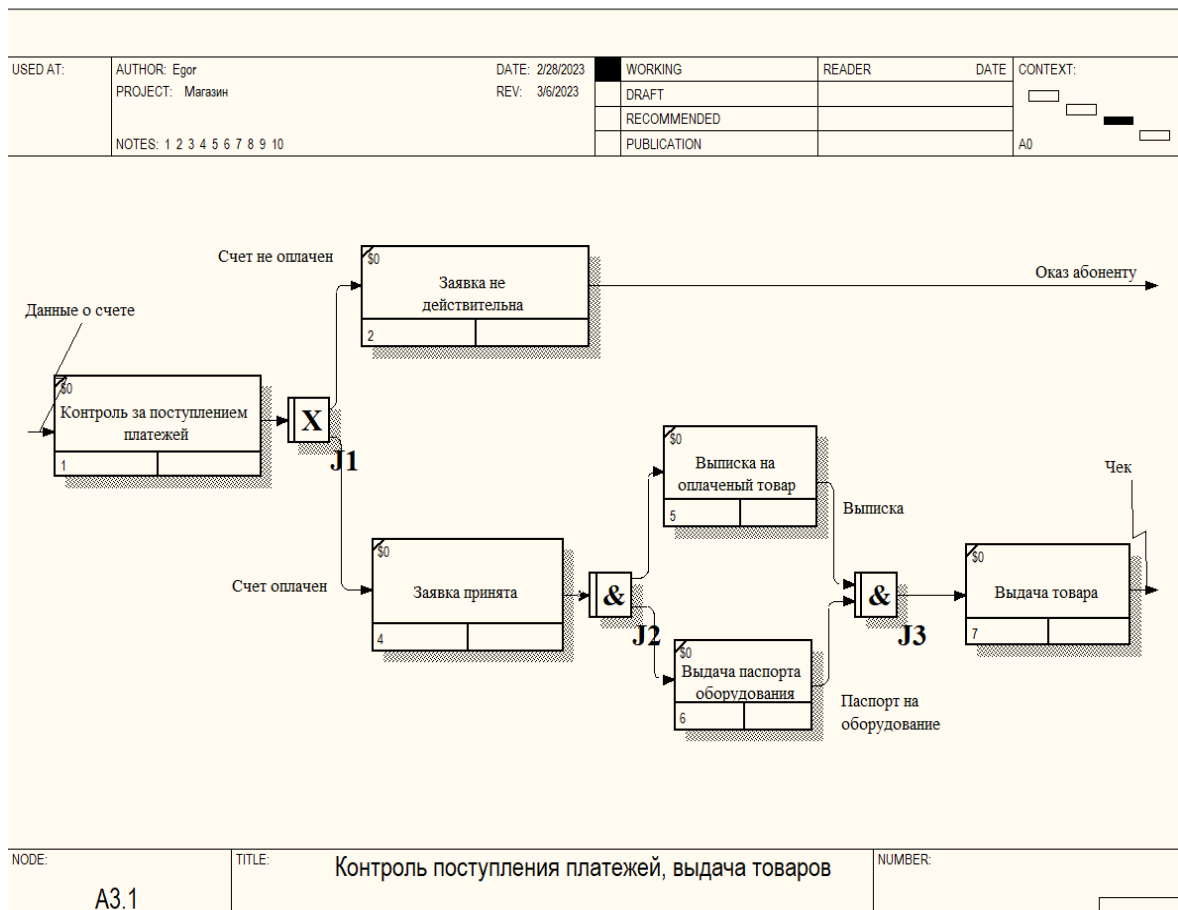 USED AT:
AUTHOR: Egor
DATE: 2/28/2023
PROJECT: Магазин
REV: 3/6/2023
NOTES: 1 2 3 4 5 6 7 8 9 10
WORKING
DRAFT
RECOMMENDED
PUBLICATION
READER
DATE
CONTEXT:
A0
Данные о счете
$0
Контроль за поступлением
платежей
1
X
J1
Счет не оплачен
$0
Заявка не
действительна
2
Оказ абоненту
Счет оплачен
$0
Заявка принята
4
&
J2
$0
Выписка на
оплаченый товар
5
Выписка
$0
Выдача паспорта
оборудования
6
Паспорт на
оборудование
&
J3
$0
Выдача товара
7
Чек
NODE:
A3.1
TITLE:
Контроль поступления платежей, выдача товаров
NUMBER: